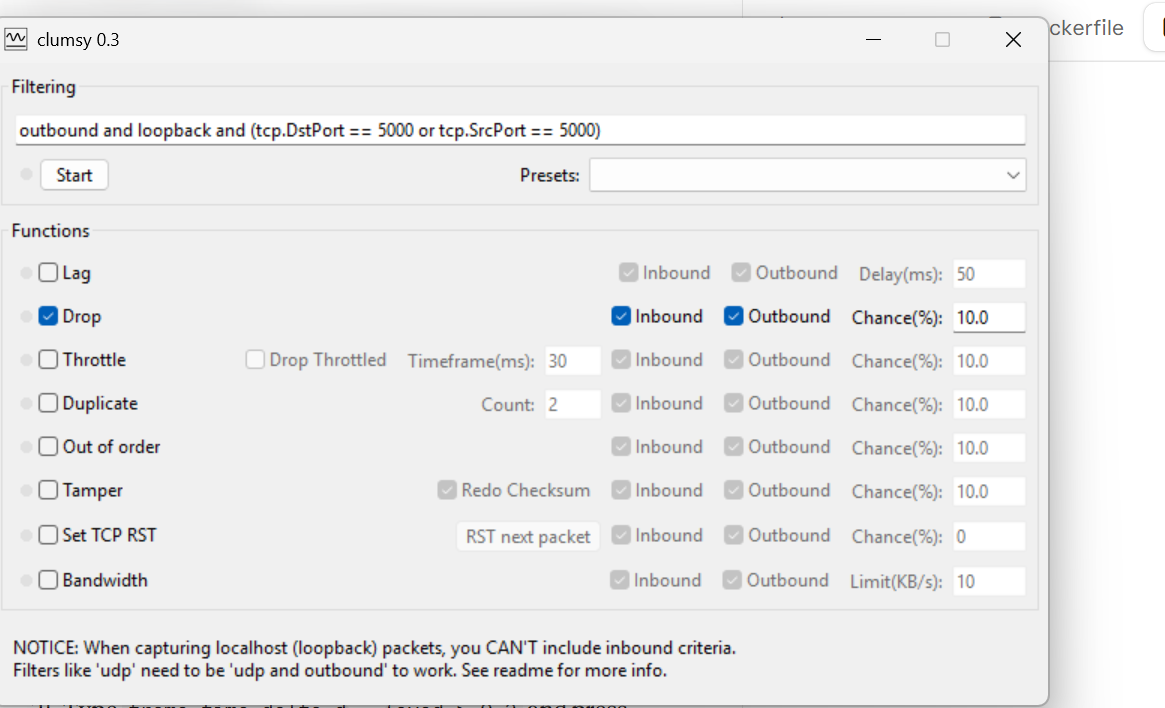 clumsy 0.3
ckerfile
Filtering
outbound and loopback and (tcp.DstPort == 5000 or tcp.SrcPort == 5000)
Start Presets:
Functions
Lag Inbound Outbound Delay(ms): 50
Drop Inbound Outbound Chance(%): 10.0
Throttle Drop Throttled Timeframe(ms): 30 Inbound Outbound Chance(%): 10.0
Duplicate Count: 2 Inbound Outbound Chance(%): 10.0
Out of order Inbound Outbound Chance(%): 10.0
Tamper Redo Checksum Inbound Outbound Chance(%): 10.0
Set TCP RST RST next packet Inbound Outbound Chance(%): 0
Bandwidth Inbound Outbound Limit(KB/s): 10
NOTICE: When capturing localhost (loopback) packets, you CAN'T include inbound criteria.
Filters like 'udp' need to be 'udp and outbound' to work. See readme for more info.